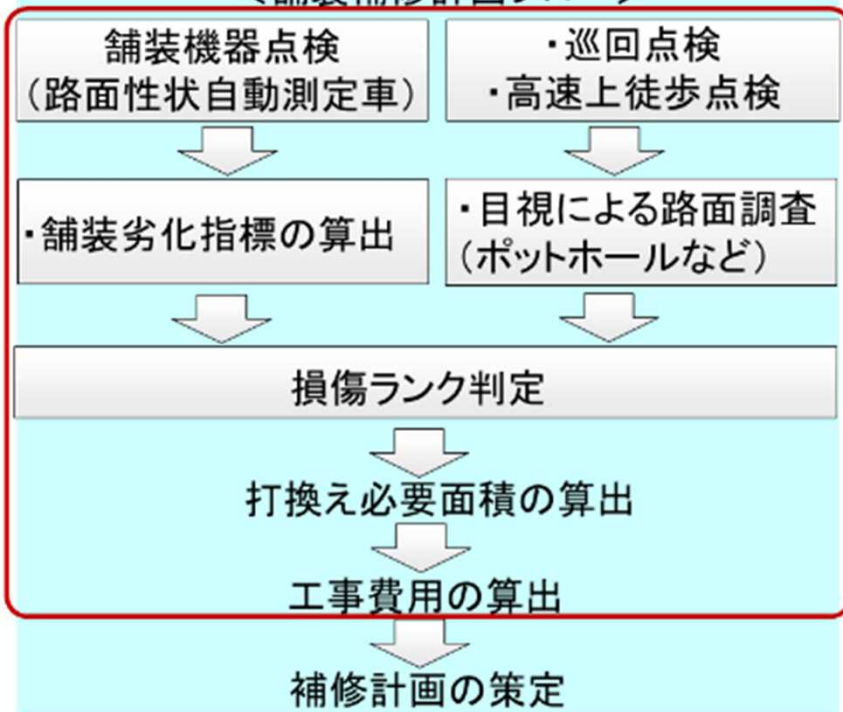 舗装機器点検
（路面性状自動測定車）
・巡回点検
・高速上徒歩点検
・舗装劣化指標の算出
・目視による路面調査
（ポットホールなど）
損傷ランク判定
打換え必要面積の算出
工事費用の算出
補修計画の策定